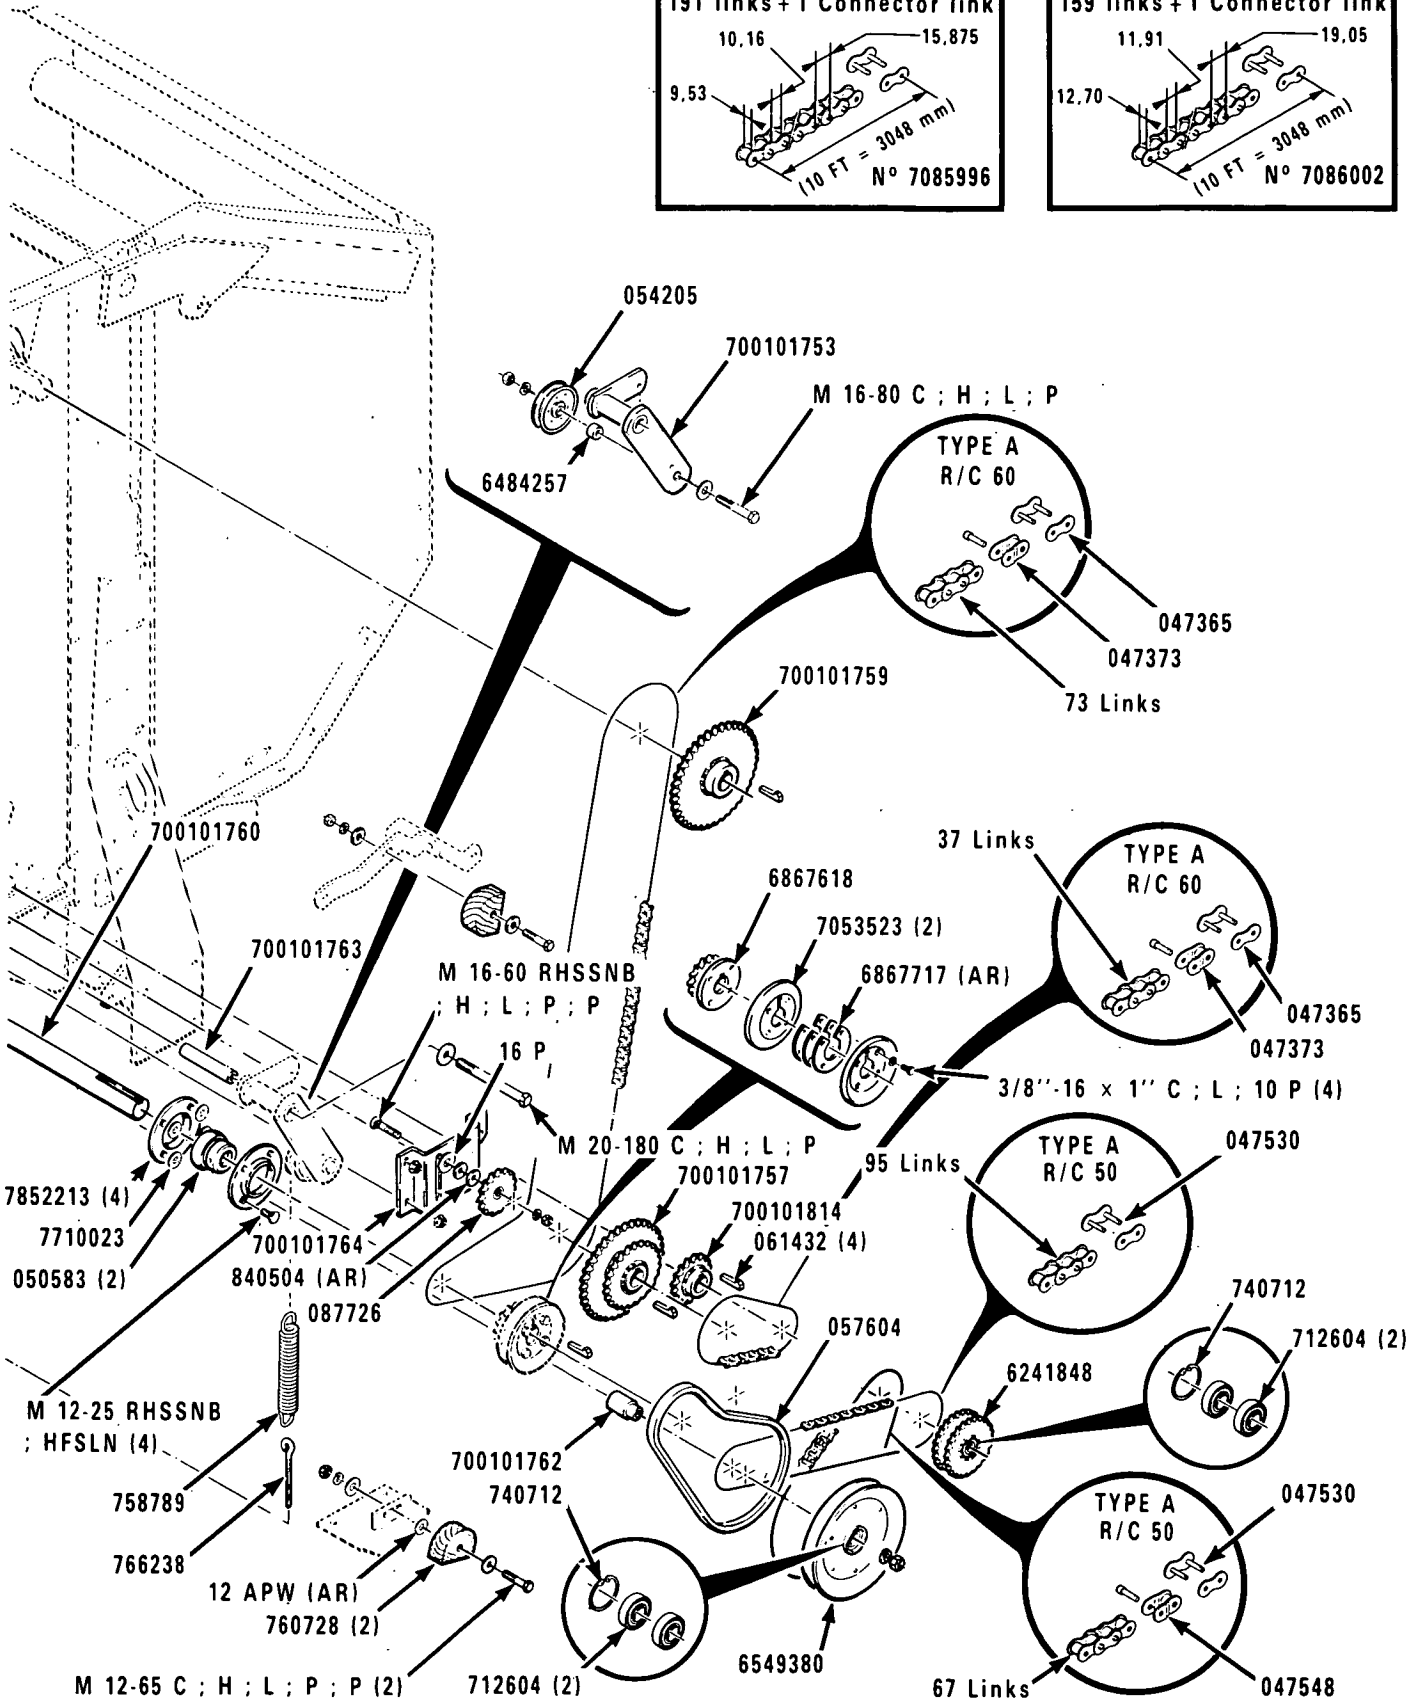 191 links + 1 Connector link
10,16
15,875
9,53
(10 FT = 3048 mm)
Nº 7085996
159 links + 1 Connector link
11,91
19,05
12,70
(10 FT = 3048 mm)
Nº 7086002
054205
700101753
M 16-80 C ; H ; L ; P
6484257
TYPE A
R/C 60
047365
047373
73 Links
700101759
700101760
37 Links
TYPE A
R/C 60
6867618
7053523 (2)
6867717 (AR)
700101763
M 16-60 RHSSNB
; H ; L ; P ; P
16 P
047365
047373
3/8''-16 × 1'' C ; L ; 10 P (4)
M 20-180 C ; H ; L ; P
700101757
700101814
061432 (4)
95 Links
TYPE A
R/C 50
047530
7852213 (4)
7710023
050583 (2)
700101764
840504 (AR)
087726
057604
740712
712604 (2)
6241848
M 12-25 RHSSNB
; HFSLN (4)
758789
766238
700101762
740712
12 APW (AR)
760728 (2)
M 12-65 C ; H ; L ; P ; P (2)
712604 (2)
6549380
TYPE A
R/C 50
047530
67 Links
047548